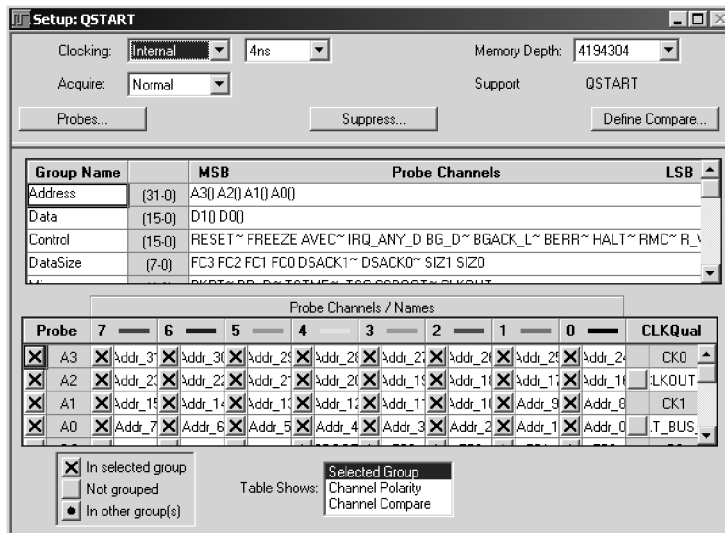 Setup: QSTART
Clocking: Internal 4ns Memory Depth: 4194304
Acquire: Normal Support QSTART
Probes... Suppress... Define Compare...
Group Name MSB Probe Channels LSB
Address (31-0) A3() A2() A1() A0()
Data (15-0) D1() D0()
Control (15-0) RESET~ FREEZE AVEC~ IRQ_ANY_D BG_D~ BGACK_L~ BERR~ HALT~ RMC~
DataSize (7-0) FC3 FC2 FC1 FC0 DSACK1~ DSACK0~ SIZ1 SIZ0
Probe Channels / Names
Probe 7 6 5 4 3 2 1 0 CLKQual
A3 CK0
A2
A1 Addr_9 Addr_8 CK1
A0 Addr_7 Addr_6 Addr_5 Addr_4 Addr_3 Addr_2 Addr_1 Addr_0
In selected group
Not grouped
In other group(s)
Table Shows: Selected Group
Channel Polarity
Channel Compare